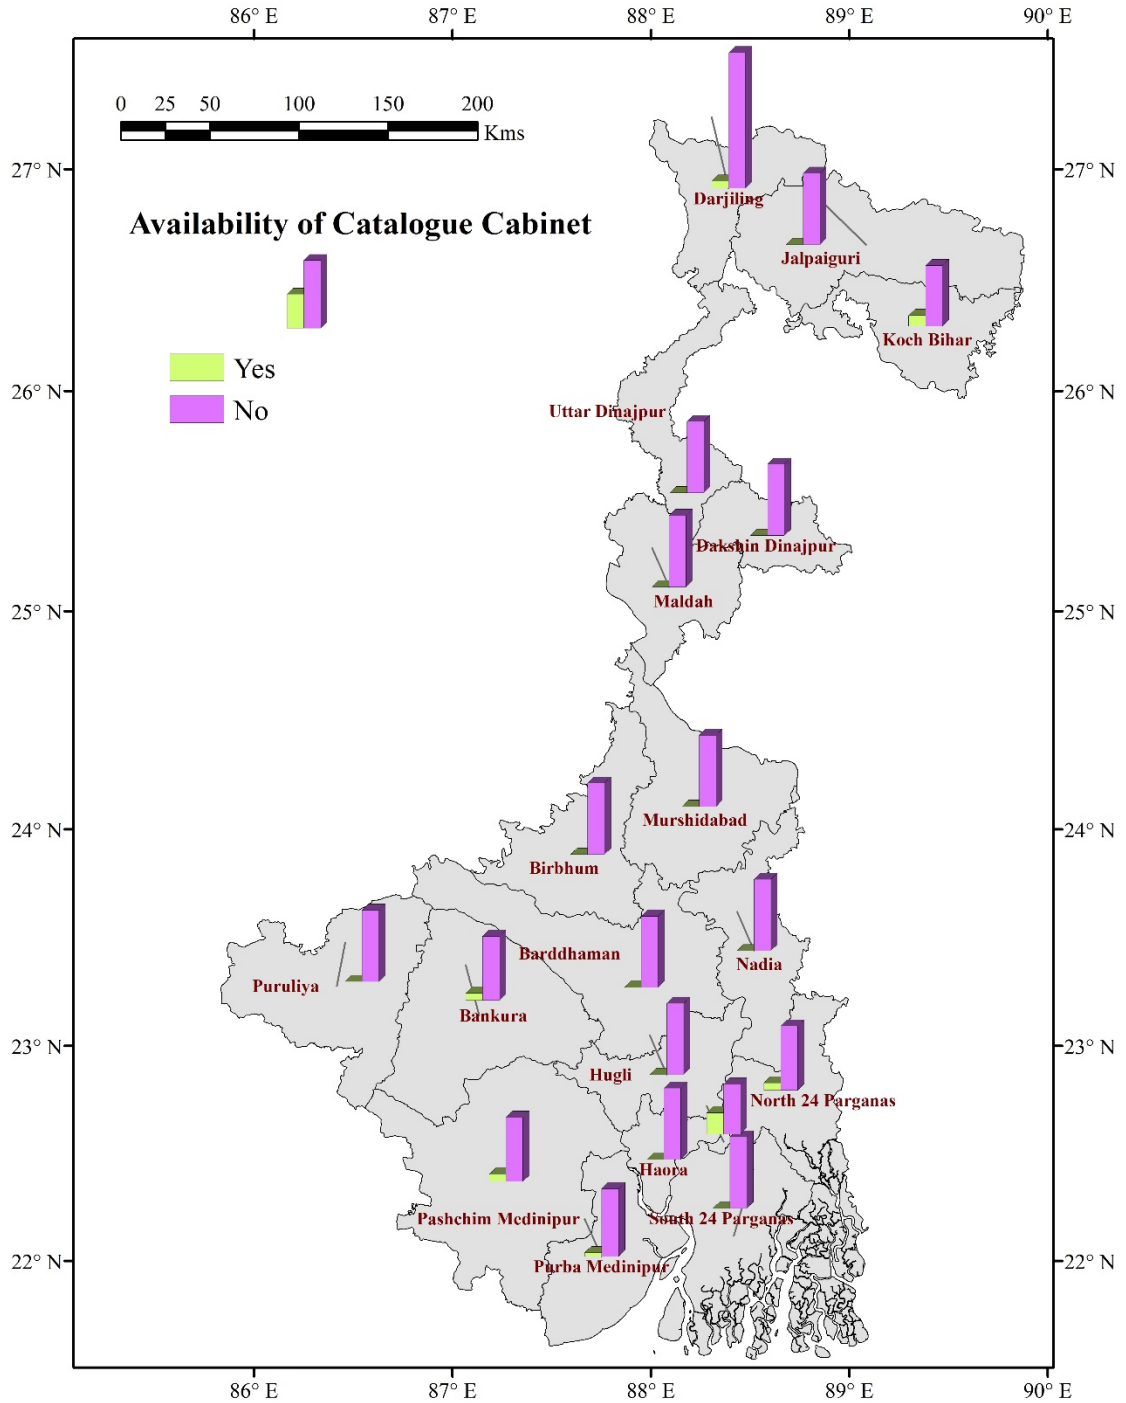 86° E 87° E 88° E 89° E 90° E
0 25 50 100 150 200
Kms
27° N 27° N
Darjiling
Availability of Catalogue Cabinet
Jalpaiguri
Koch Bihar
Yes
26° N 26° N
No
Uttar Dinajpur
Dakshin Dinajpur
Maldah
25° N 25° N
Murshidabad
24° N 24° N
Birbhum
Barddhaman
Nadia
Puruliya
Bankura
23° N 23° N
Hugli
North 24 Parganas
Haora
Pashchim Medinipur
South 24 Parganas
22° N 22° N
Purba Medinipur
86° E 87° E 88° E 89° E 90° E